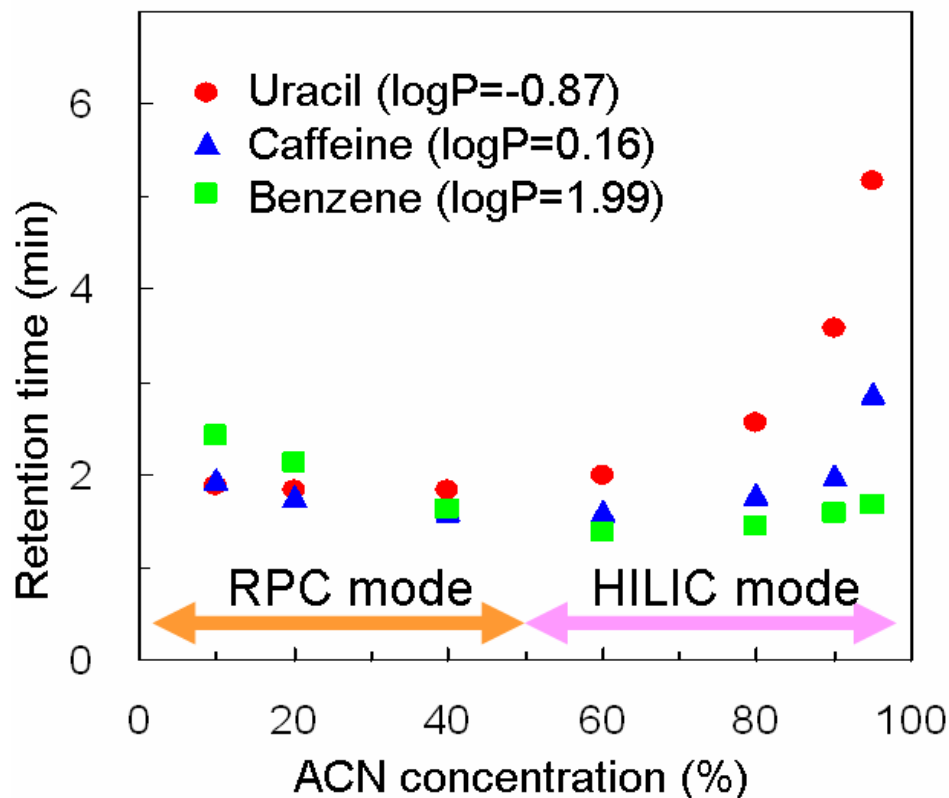 6
Uracil (logP=-0.87)
Caffeine (logP=0.16)
Benzene (logP=1.99)
4
2
0
Retention time (min)
RPC mode
HILIC mode
0 20 40 60 80 100
ACN concentration (%)